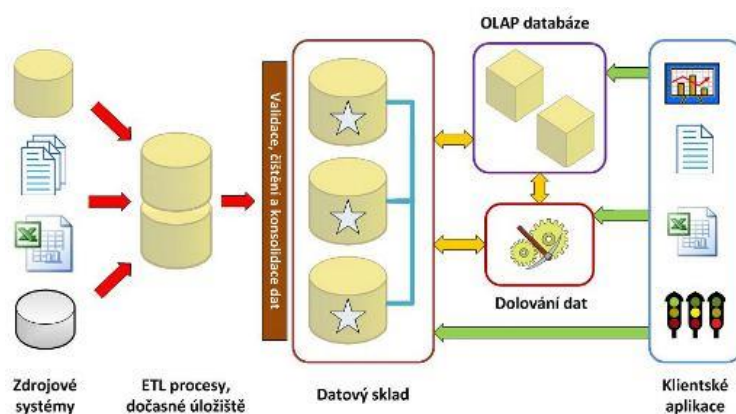 OLAP databáze
Validace, čištění a konsolidace dat
Dolování dat
Zdrojové
systémy
ETL procesy,
dočasné úložiště
Datový sklad
Klientské
aplikace